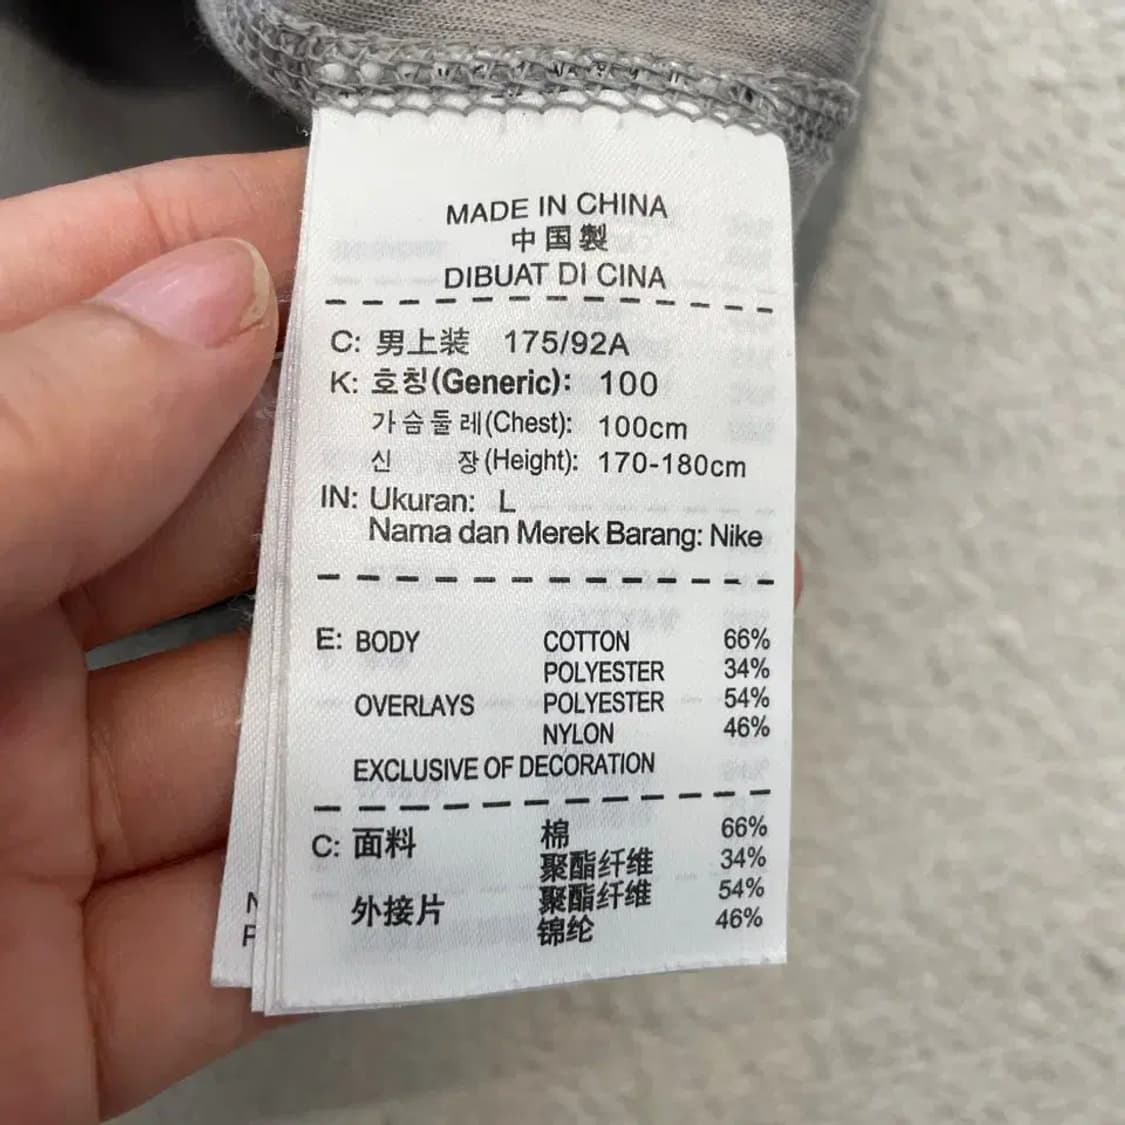 MADE IN CHINA
中国製
DIBUAT DI CINA
C: 男上装 175/92A
K: 호칭(Generic): 100
가슴둘레(Chest): 100cm
신 장(Height): 170-180cm
IN: Ukuran: L
Nama dan Merek Barang: Nike
E: BODY COTTON 66%
POLYESTER 34%
OVERLAYS POLYESTER 54%
NYLON 46%
EXCLUSIVE OF DECORATION
C: 面料 棉 66%
聚酯纤维 34%
外接片 聚酯纤维 54%
锦纶 46%